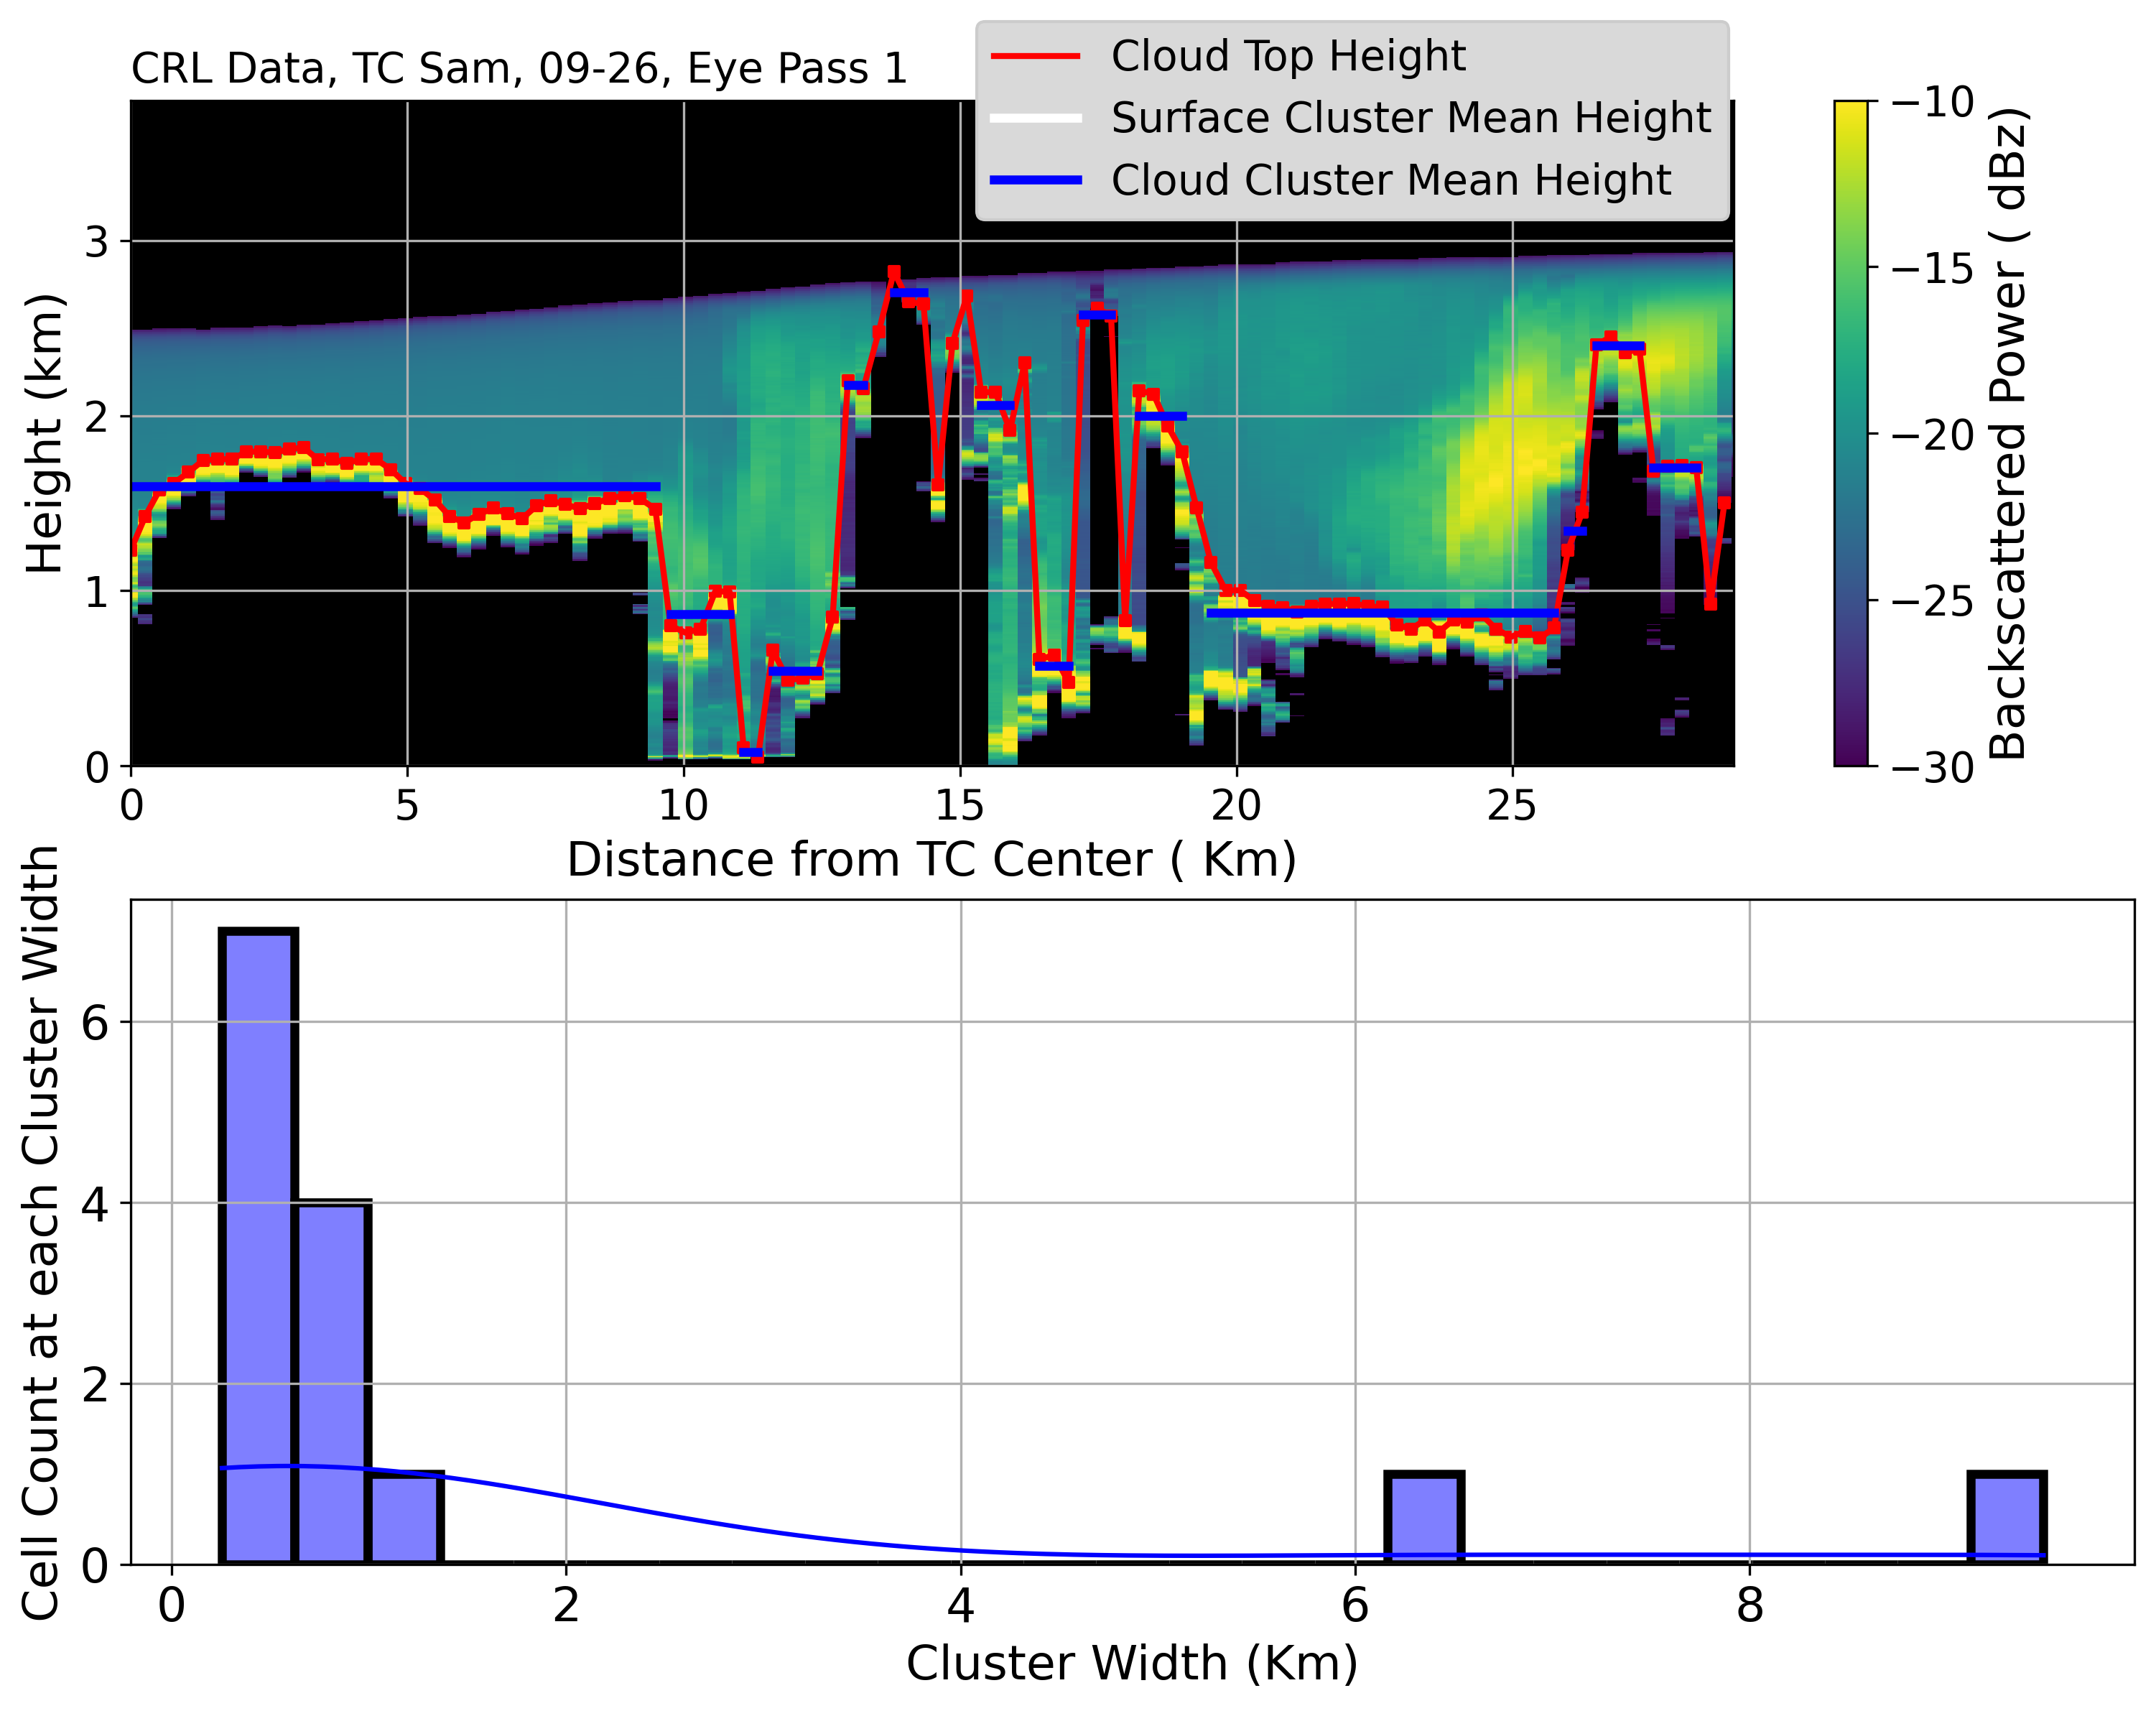 CRL Data, TC Sam, 09-26, Eye Pass 1
Cloud Top Height
Surface Cluster Mean Height
Cloud Cluster Mean Height
Height (km)
3
2
1
0
0 5 10 15 20 25
Distance from TC Center ( Km)
−10
−15
−20
−25
−30
Backscattered Power ( dBz)
Cell Count at each Cluster Width
6
4
2
0
0 2 4 6 8
Cluster Width (Km)